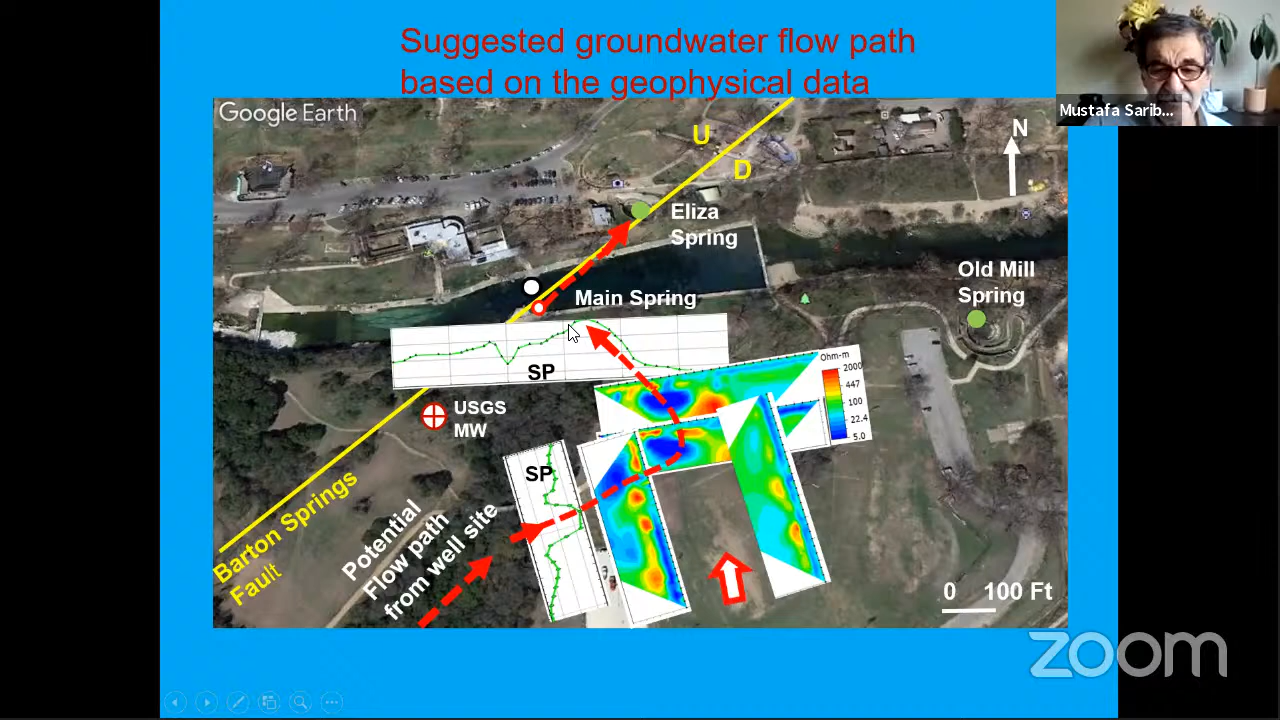 Suggested groundwater flow path
based on the geophysical data
Mustafa Sarib...
Google Earth
N
U
D
Eliza
Spring
Old Mill
Spring
Main Spring
SP
Ohm-m
2000
447
100
22.4
5.0
USGS
MW
SP
Barton Springs
Fault
Potential
Flow path
from well site
0 100 Ft
zoom